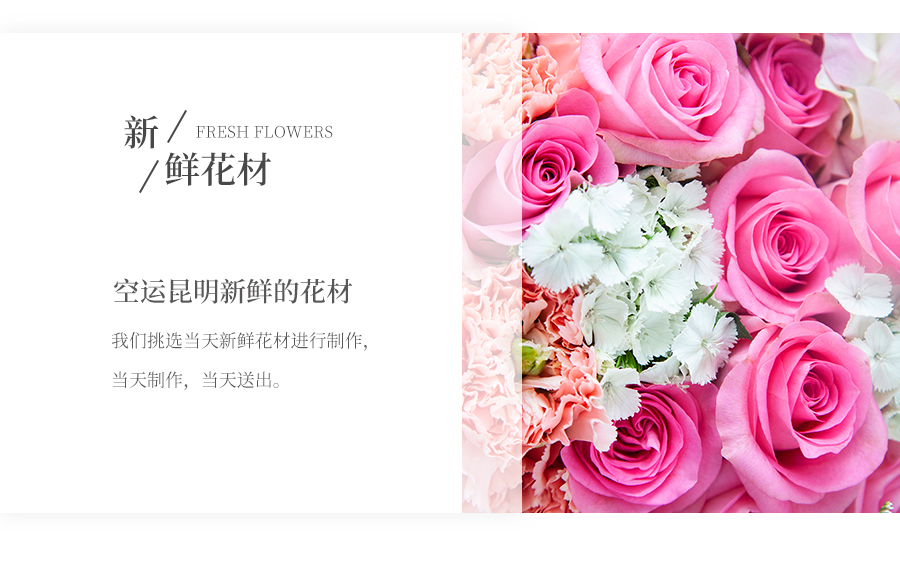 新
FRESH FLOWERS
鲜花材
空运昆明新鲜的花材
我们挑选当天新鲜花材进行制作，
当天制作，当天送出。